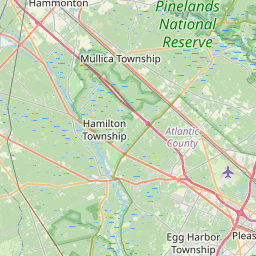 Hammonton
Pinelands
National
Reserve
Mullica Township
Hamilton
Township
Atlantic
County
Egg Harbor
Township
Pleas